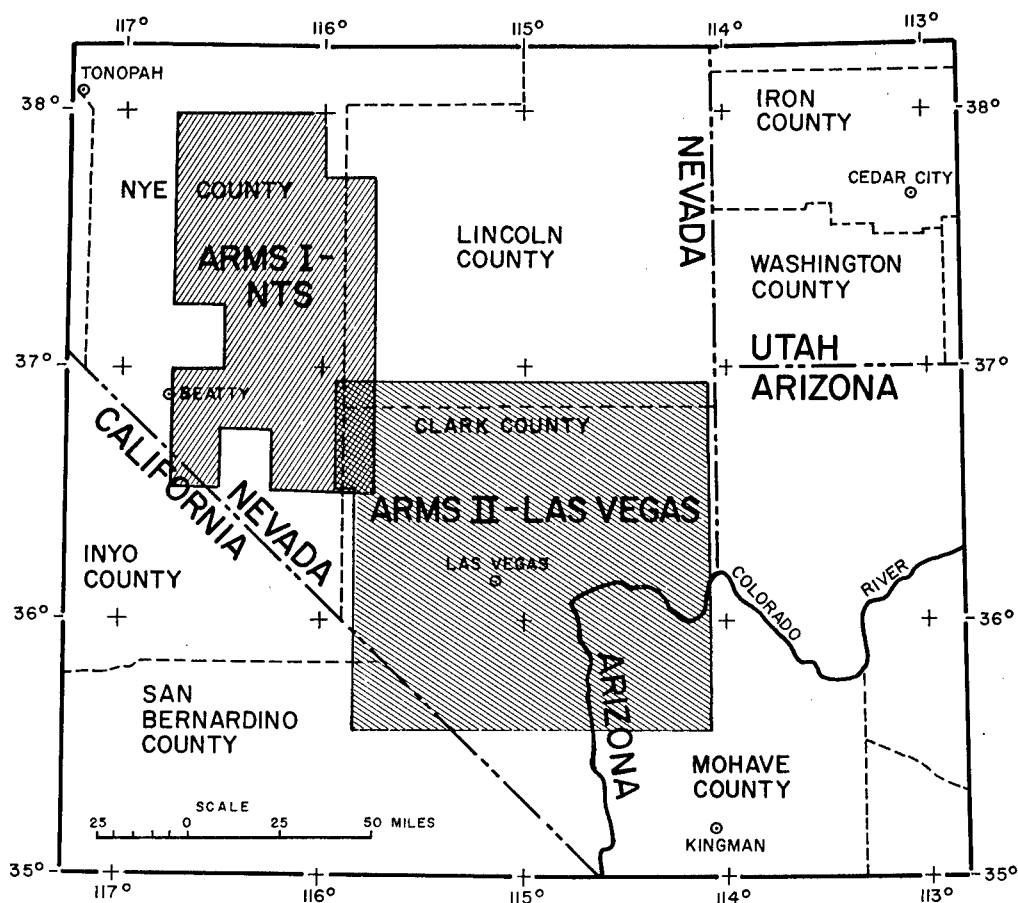 117° 116° 115° 114° 113°
TONOPAH
38° 38°
IRON
COUNTY
NEVADA
CEDAR CITY
NYE COUNTY
LINCOLN
COUNTY
ARMS I-
NTS
WASHINGTON
COUNTY
37° 37°
UTAH
ARIZONA
BEATTY
CLARK COUNTY
CALIFORNIA
NEVADA
ARMS II-LAS VEGAS
INYO
COUNTY
LAS VEGAS
COLORADO
RIVER
36° 36°
ARIZONA
SAN
BERNARDINO
COUNTY
MOHAVE
COUNTY
SCALE
25 0 25 50 MILES
KINGMAN
35° 35°
117° 116° 115° 114° 113°